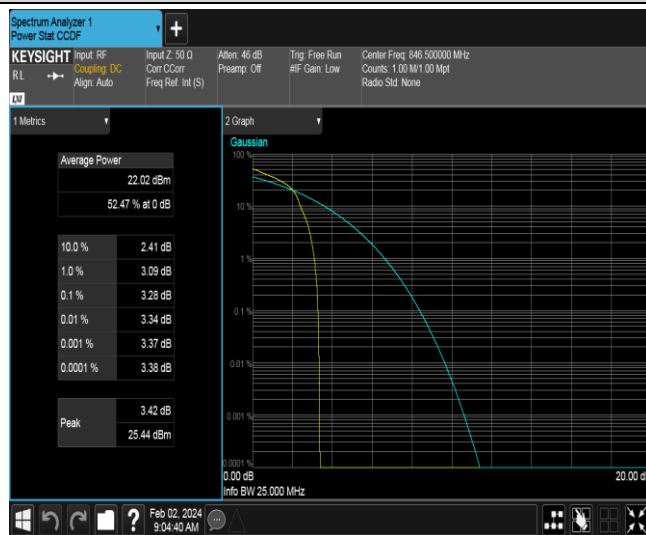 Spectrum Analyzer 1
Power Stat CCDF
+
KEYSIGHT Input: RF Input Z: 50 Ω Atten: 46 dB Trig: Free Run Center Freq: 846.500000 MHz
RL Coupling: DC Corr CCorr Preamp: Off #IF Gain: Low Counts: 1.00 M/1.00 Mpt
Align: Auto Freq Ref: Int (S) Radio Std: None
LXI
1 Metrics
Average Power
22.02 dBm
52.47 % at 0 dB
10.0 % 2.41 dB
1.0 % 3.09 dB
0.1 % 3.28 dB
0.01 % 3.34 dB
0.001 % 3.37 dB
0.0001 % 3.38 dB
Peak 3.42 dB
25.44 dBm
2 Graph
Gaussian
100 %
10 %
1 %
0.1 %
0.01 %
0.001 %
0.0001 %
0.00 dB 20.00 d
Info BW 25.000 MHz
? Feb 02, 2024
9:04:40 AM